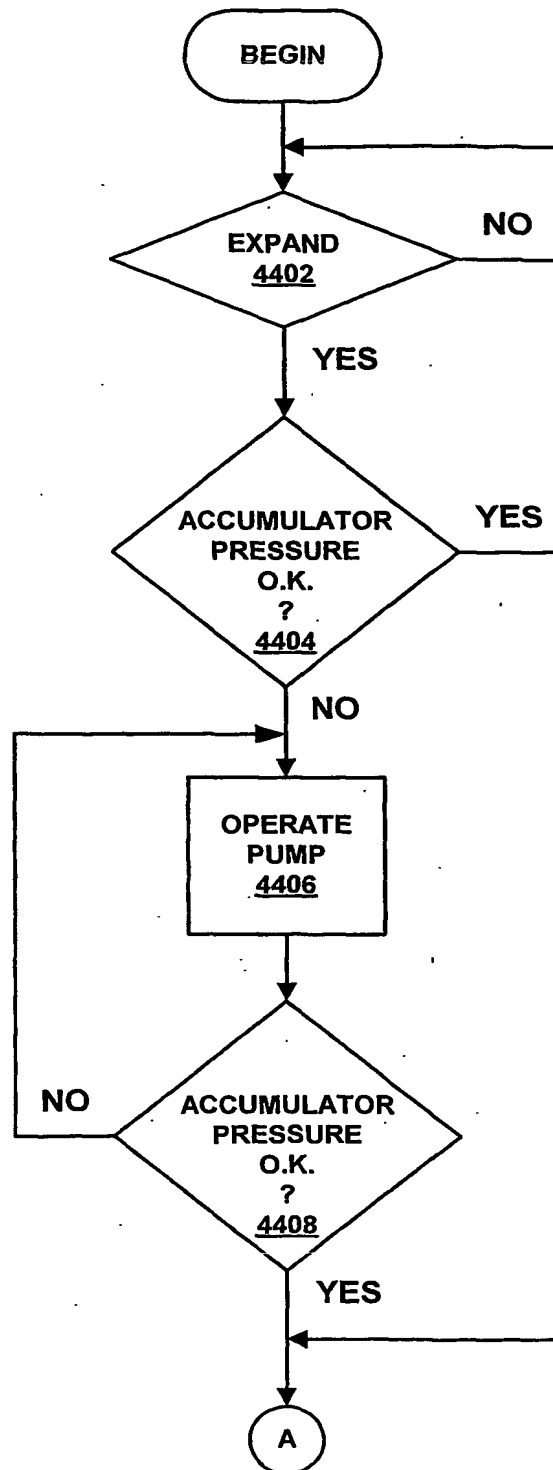 BEGIN
EXPAND
4402
NO
YES
ACCUMULATOR
PRESSURE
O.K.
?
4404
YES
NO
OPERATE
PUMP
4406
ACCUMULATOR
PRESSURE
O.K.
?
4408
NO
YES
A